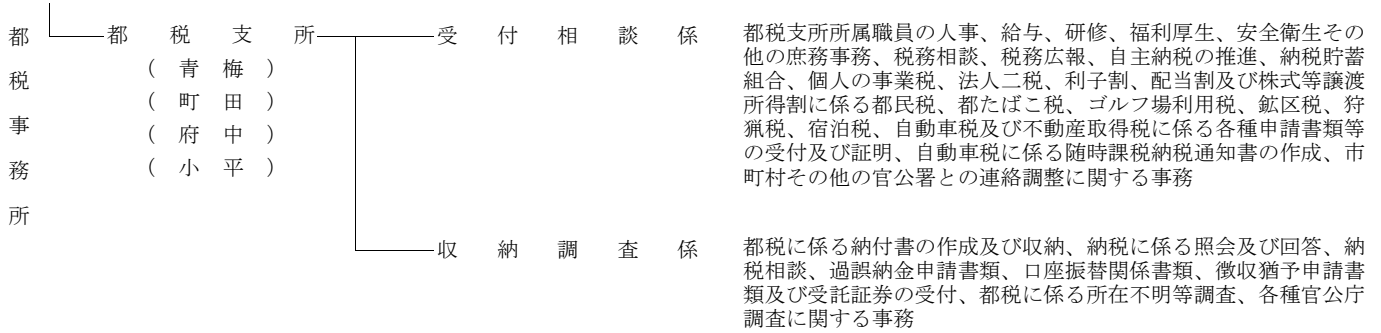 都税事務所
都税支所
(青梅)
(町田)
(府中)
(小平)
受付相談係
都税支所所属職員の人事、給与、研修、福利厚生、安全衛生その
他の庶務事務、税務相談、税務広報、自主納税の推進、納税貯蓄
組合、個人の事業税、法人二税、利子割、配当割及び株式等譲渡
所得割に係る都民税、都たばこ税、ゴルフ場利用税、鉱区税、狩
猟税、宿泊税、自動車税及び不動産取得税に係る各種申請書類等
の受付及び証明、自動車税に係る随時課税納税通知書の作成、市
町村その他の官公署との連絡調整に関する事務
収納調査係
都税に係る納付書の作成及び収納、納税に係る照会及び回答、納
税相談、過誤納金申請書類、口座振替関係書類、徴収猶予申請書
類及び受託証券の受付、都税に係る所在不明等調査、各種官公庁
調査に関する事務